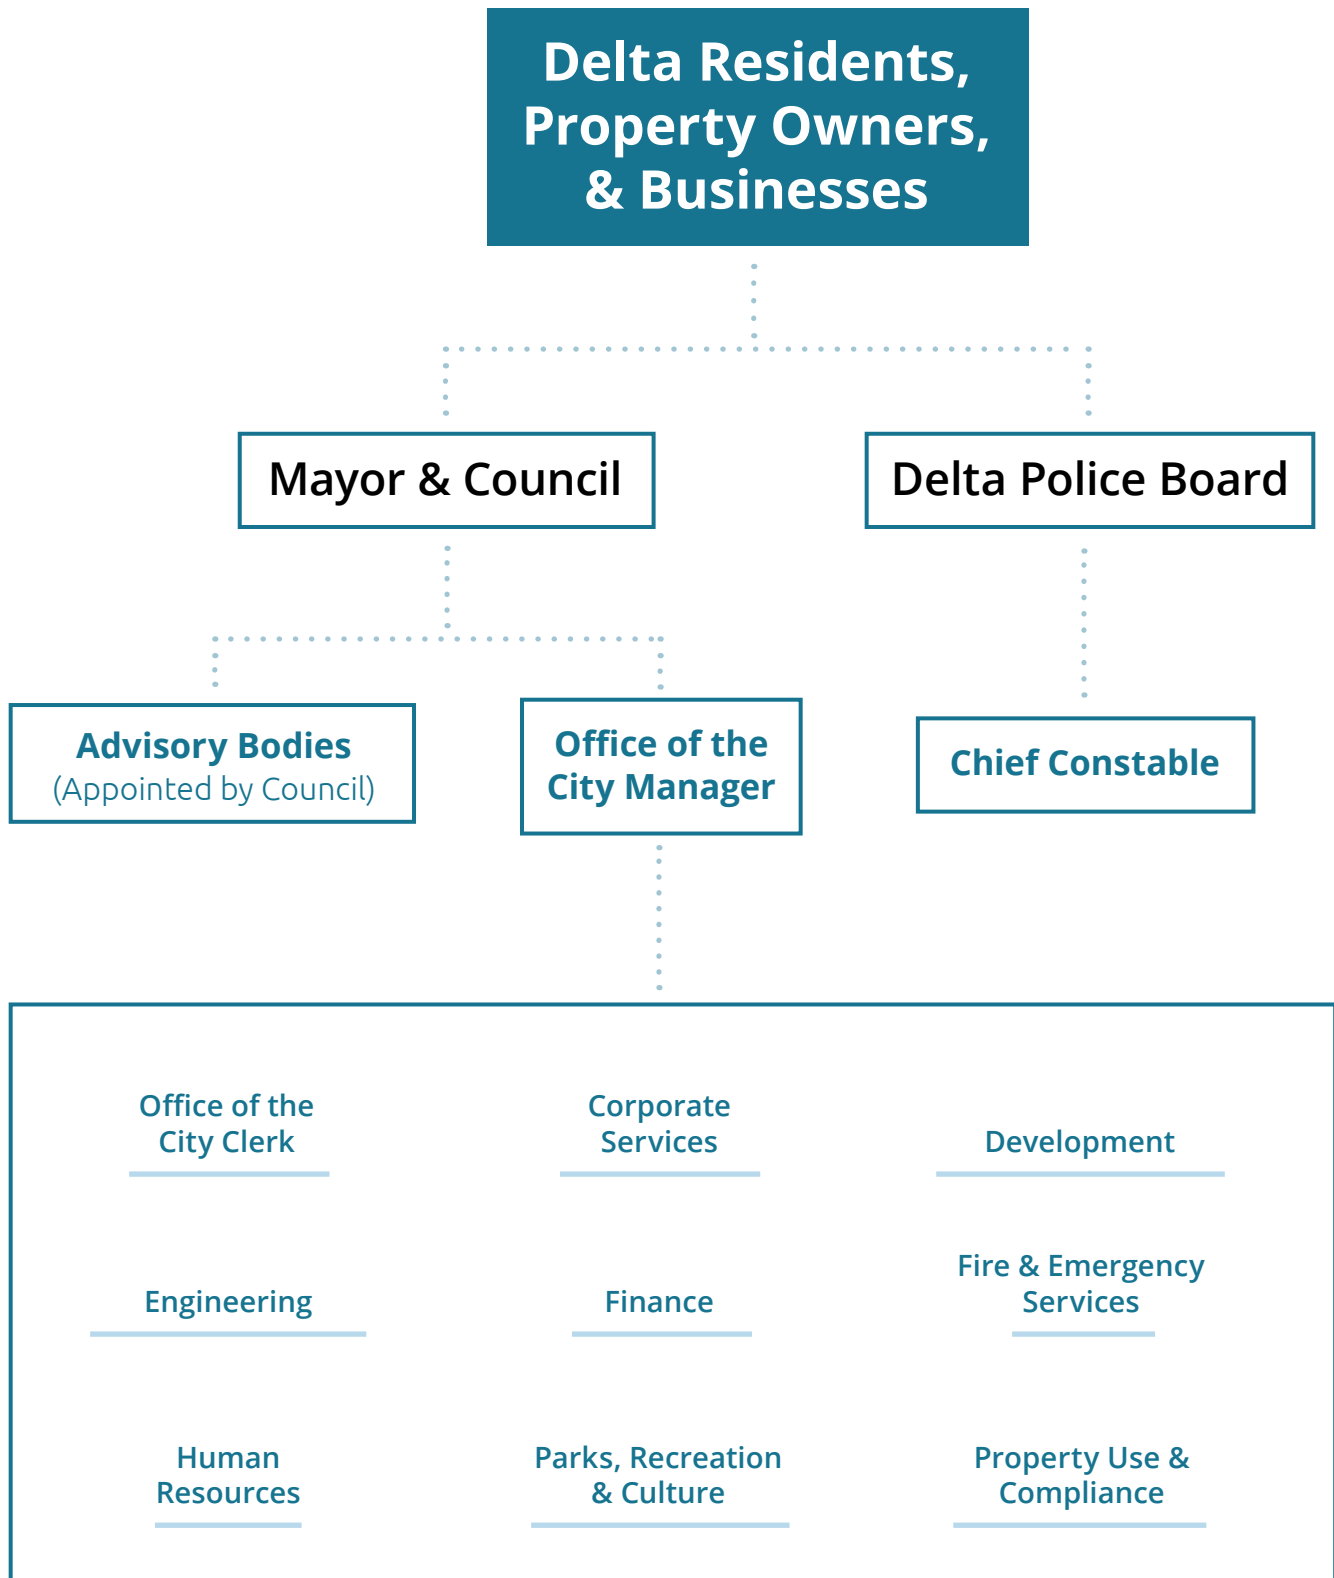 Delta Residents,
Property Owners,
& Businesses
Mayor & Council
Delta Police Board
Advisory Bodies
(Appointed by Council)
Office of the
City Manager
Chief Constable
Office of the
City Clerk
Corporate
Services
Development
Engineering
Finance
Fire & Emergency
Services
Human
Resources
Parks, Recreation
& Culture
Property Use &
Compliance